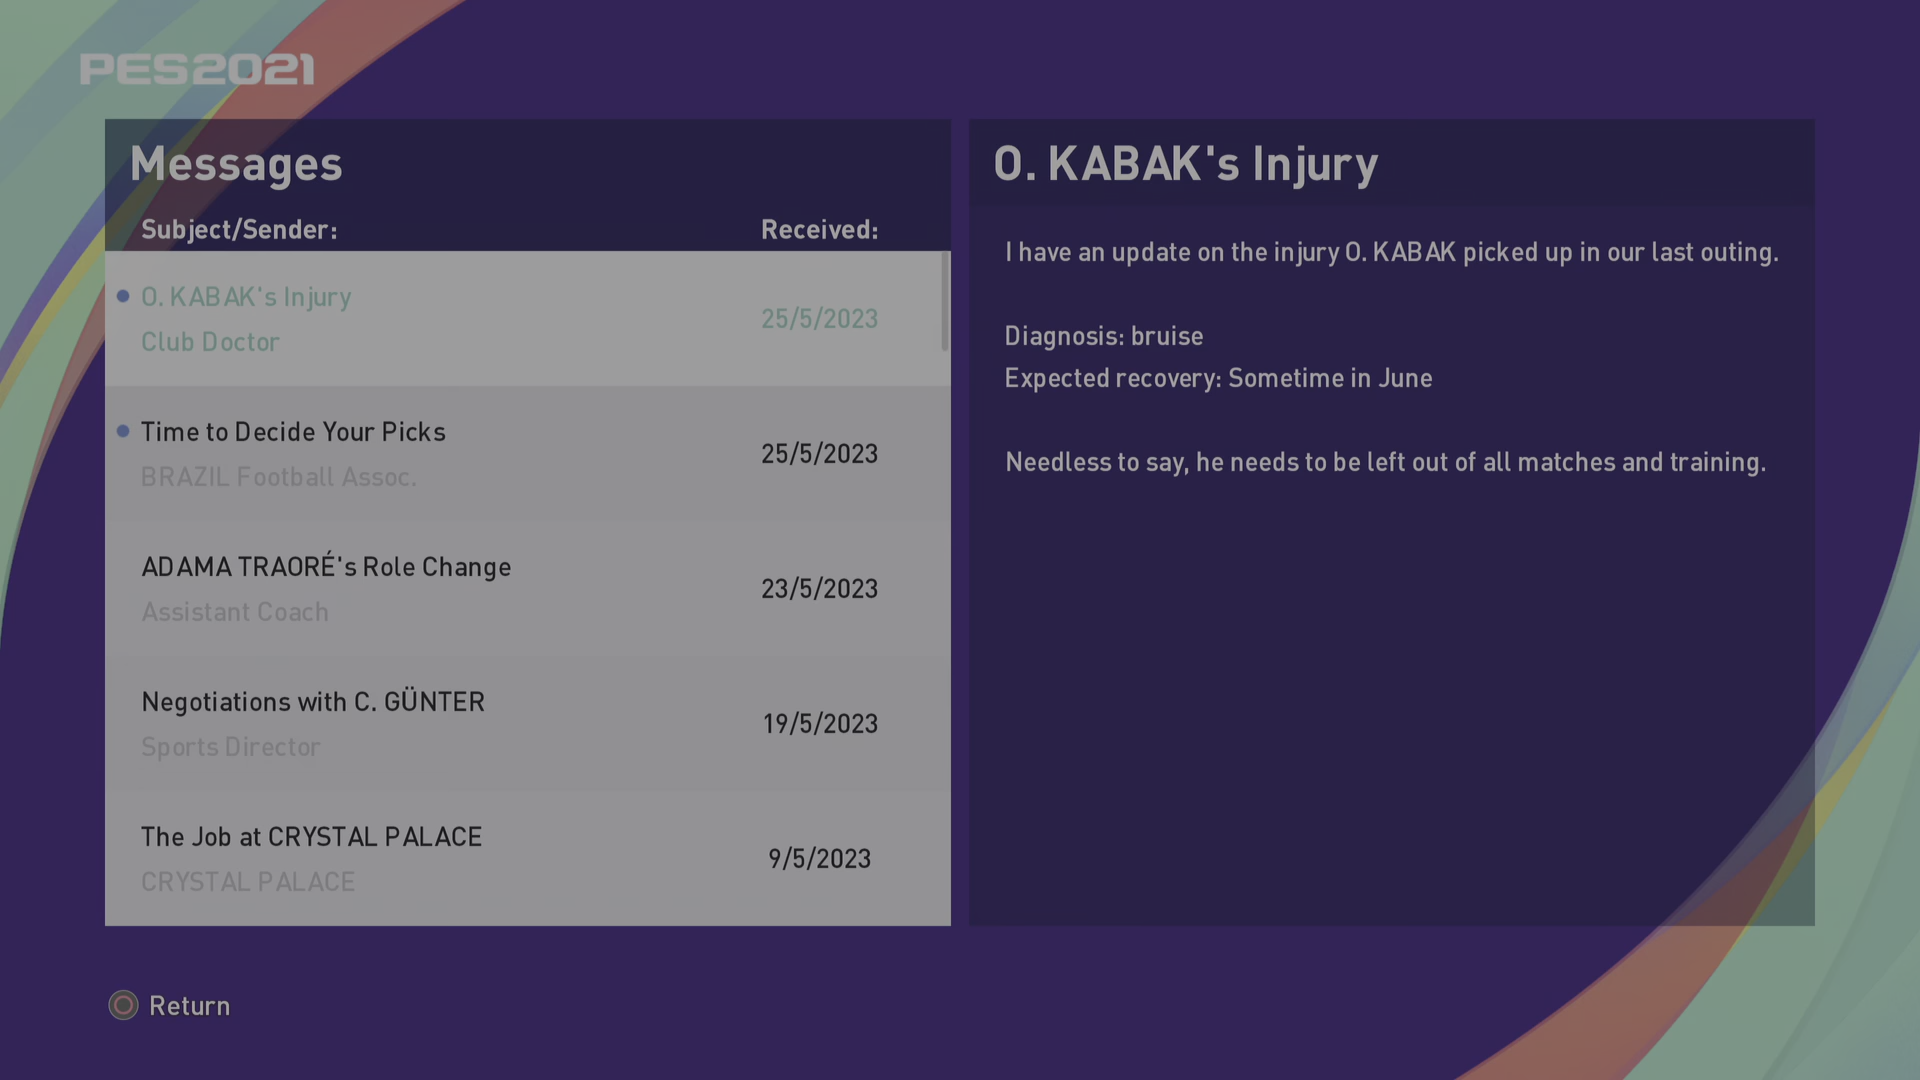 PES2021
Messages
Subject/Sender:
Received:
O. KABAK's Injury
Club Doctor
25/5/2023
Time to Decide Your Picks
BRAZIL Football Assoc.
25/5/2023
ADAMA TRAORÉ's Role Change
Assistant Coach
23/5/2023
Negotiations with C. GÜNTER
Sports Director
19/5/2023
The Job at CRYSTAL PALACE
CRYSTAL PALACE
9/5/2023
O. KABAK's Injury
I have an update on the injury O. KABAK picked up in our last outing.
Diagnosis: bruise
Expected recovery: Sometime in June
Needless to say, he needs to be left out of all matches and training.
Return